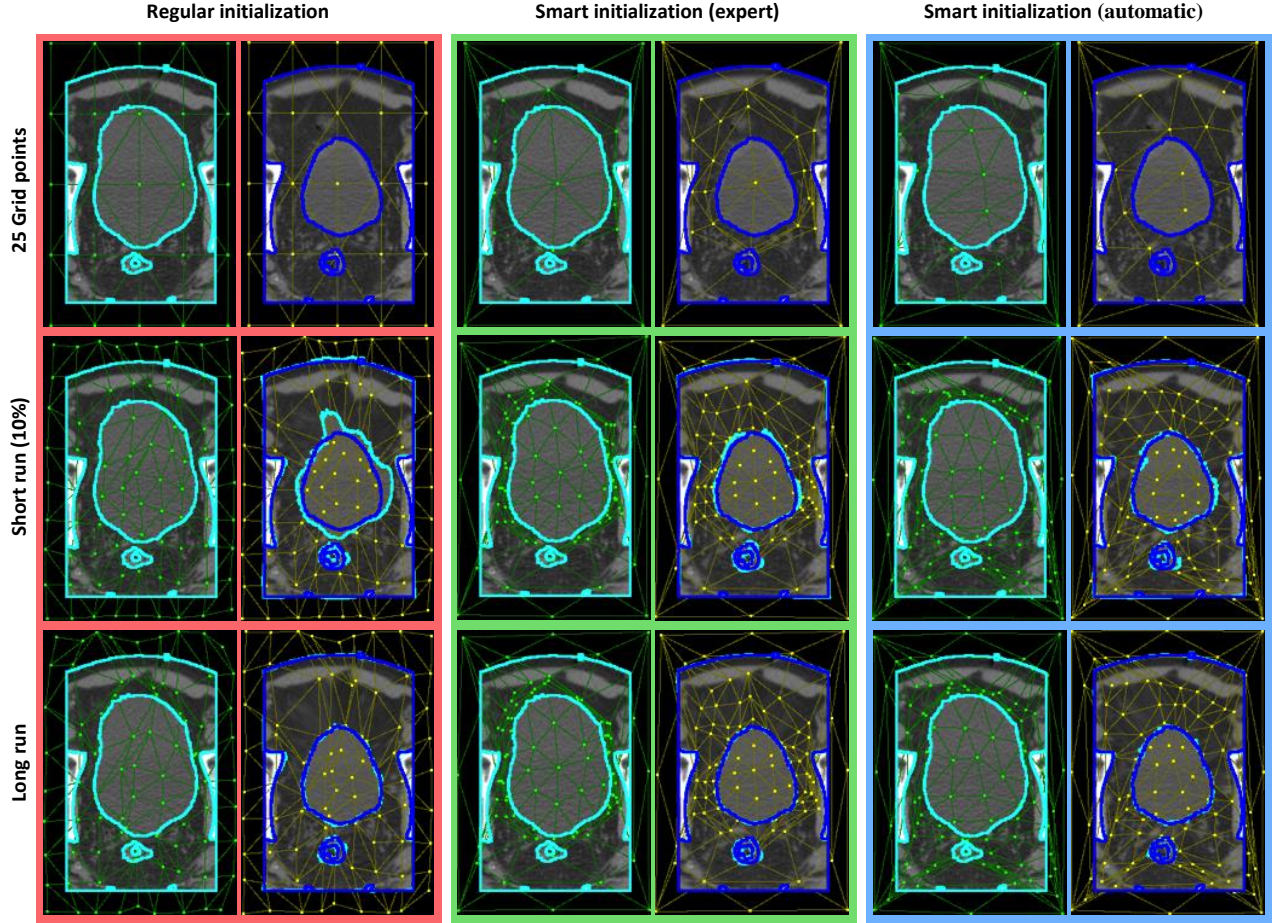 Regular initialization
Smart initialization (expert)
Smart initialization (automatic)
25 Grid points
Short run (10%)
Long run